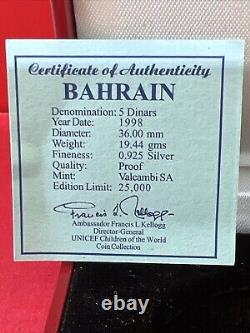 Certificate of Authenticity
BAHRAIN
Denomination: 5 Dinars
Year Date: 1998
Diameter: 36.00 mm
Weight: 19.44 gms
Fineness: 0.925 Silver
Quality: Proof
Mint: Valcambi SA
Edition Limit: 25,000
Francis L. Kellogg
Ambassador Francis L Kellogg
Director-General
UNICEF Children of the World
Coin Collection